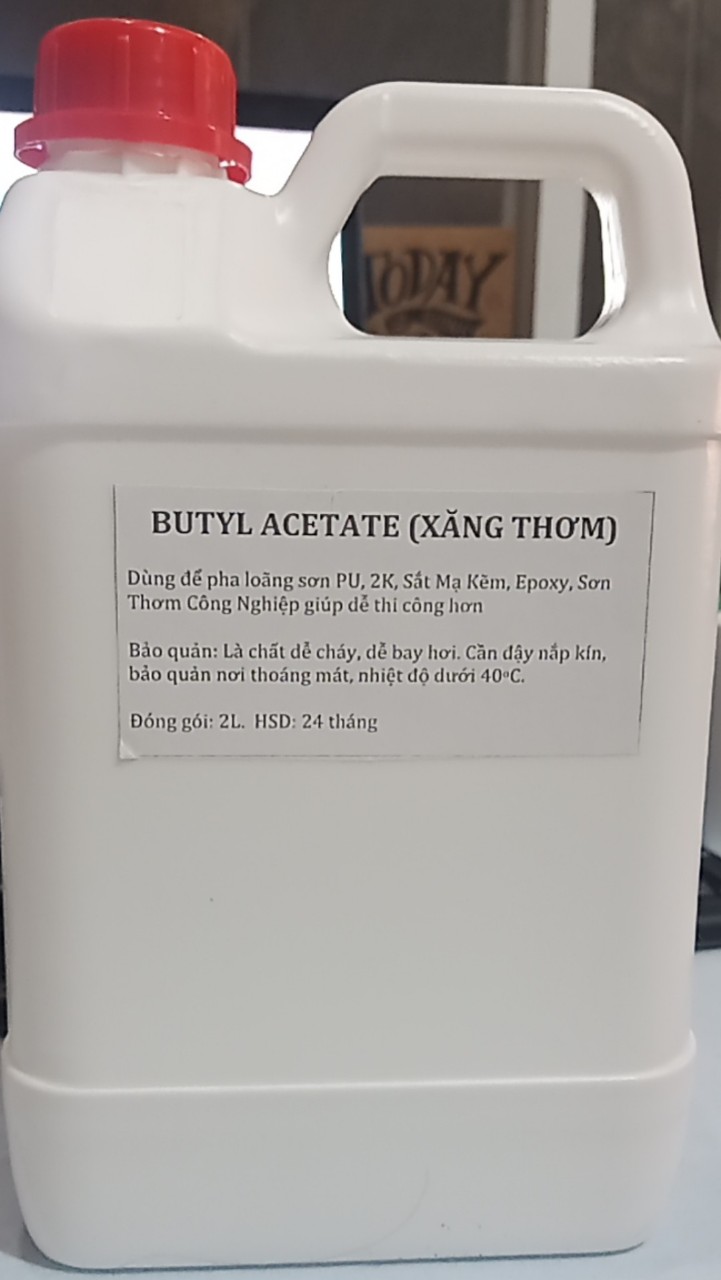 TODAY
BUTYL ACETATE (XĂNG THƠM)
Dùng để pha loãng sơn PU, 2K, Sắt Mạ Kẽm, Epoxy, Sơn
Thơm Công Nghiệp giúp dễ thi công hơn
Bảo quản: Là chất dễ cháy, dễ bay hơi. Cần đậy nắp kín,
bảo quản nơi thoáng mát, nhiệt độ dưới 40°C.
Đóng gói: 2L. HSD: 24 tháng